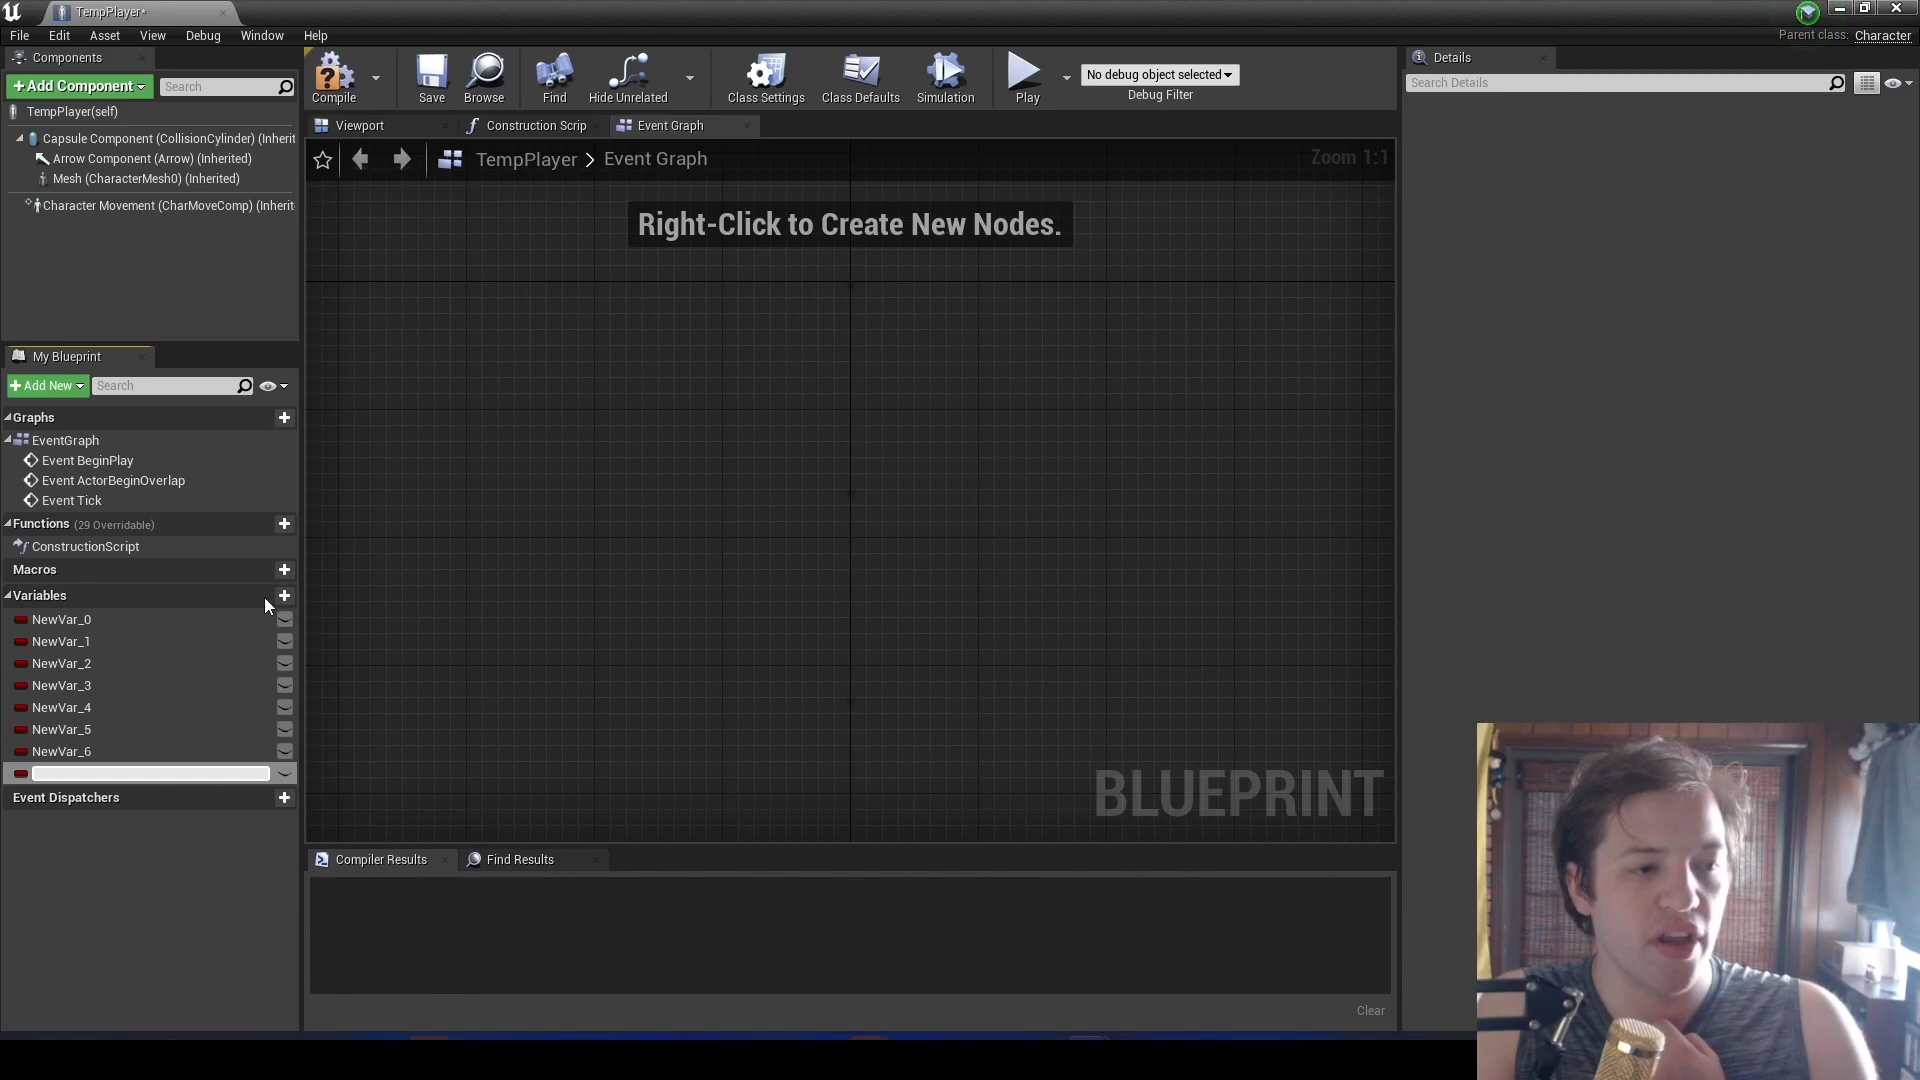 TempPlayer*
File Edit Asset View Debug Window Help
Parent class: Character
Components
+Add Component Search
TempPlayer(self)
Capsule Component (CollisionCylinder) (Inherit
Arrow Component (Arrow) (Inherited)
Mesh (CharacterMesh0) (Inherited)
Character Movement (CharMoveComp) (Inherit
Compile Save Browse Find Hide Unrelated Class Settings Class Defaults Simulation Play
No debug object selected
Debug Filter
Details
Search Details
Viewport Construction Scrip Event Graph
TempPlayer > Event Graph
Zoom 1:1
Right-Click to Create New Nodes.
BLUEPRINT
My Blueprint
+Add New Search
Graphs
EventGraph
Event BeginPlay
Event ActorBeginOverlap
Event Tick
Functions (29 Overridable)
ConstructionScript
Macros
Variables
NewVar_0
NewVar_1
NewVar_2
NewVar_3
NewVar_4
NewVar_5
NewVar_6
Event Dispatchers
Compiler Results Find Results
Clear